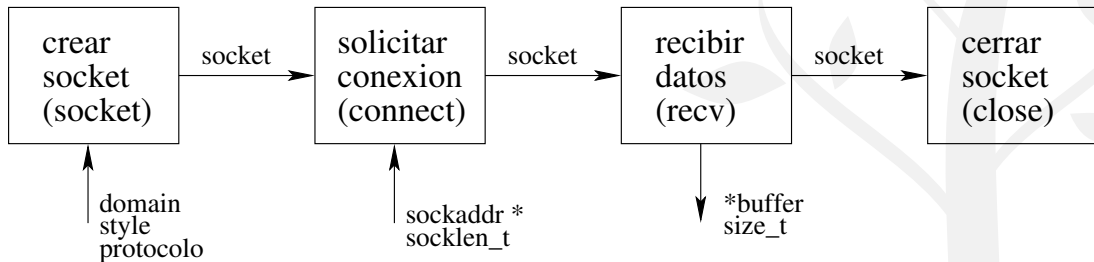 crear
socket
(socket)
socket
solicitar
conexion
(connect)
socket
recibir
datos
(recv)
socket
cerrar
socket
(close)
domain
style
protocolo
sockaddr *
socklen_t
*buffer
size_t